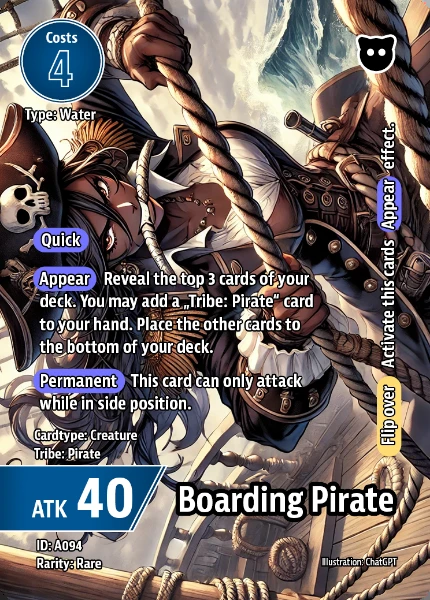 Costs
4
Type: Water
Quick
Appear Reveal the top 3 cards of your
deck. You may add a „Tribe: Pirate“ card
to your hand. Place the other cards to
the bottom of your deck.
Permanent This card can only attack
while in side position.
Cardtype: Creature
Tribe: Pirate
ATK 40
Boarding Pirate
ID: A094
Rarity: Rare
Illustration: ChatGPT
Flip over Activate this cards Appear effect.